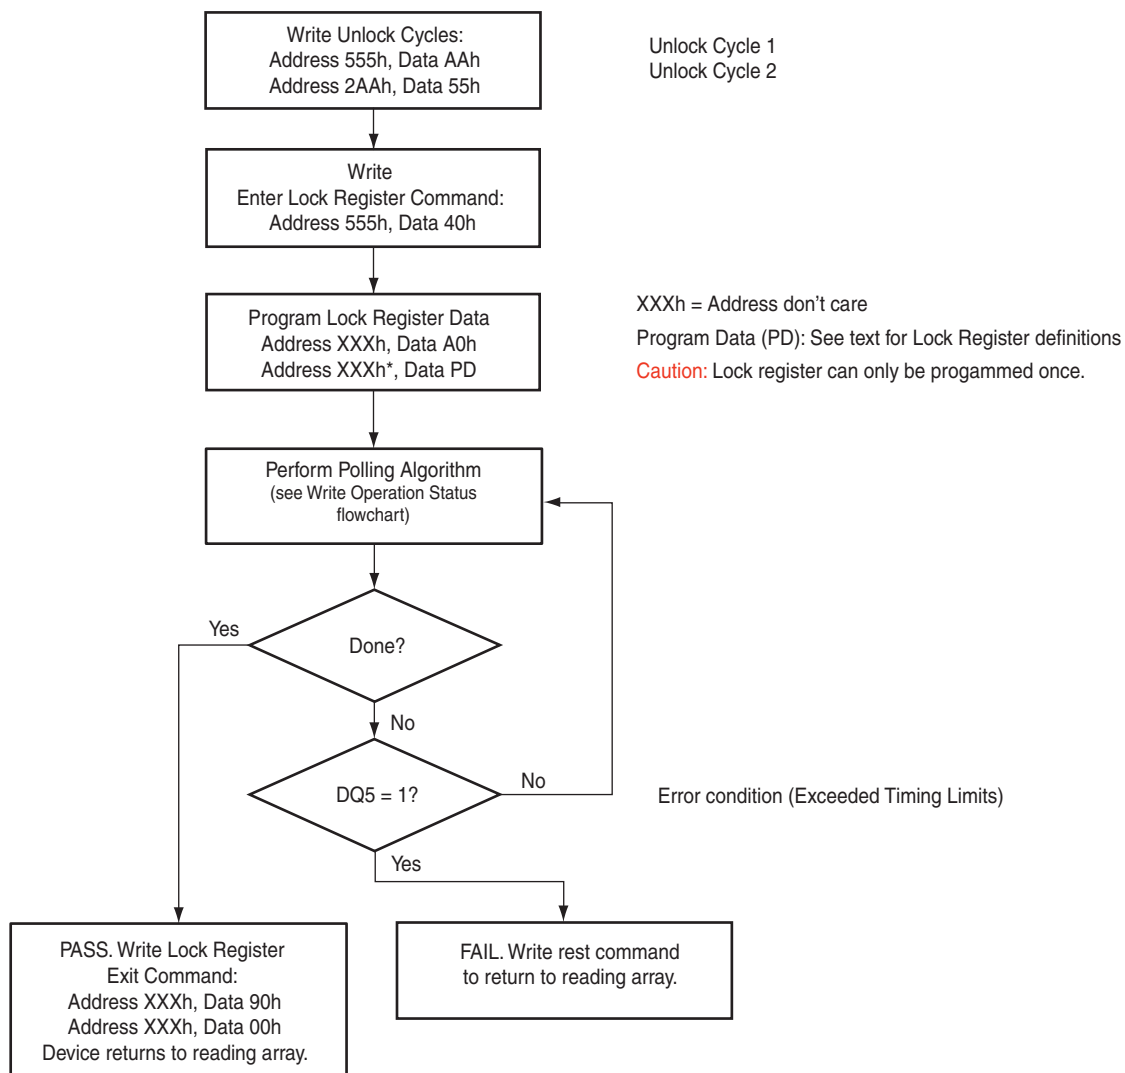 Write Unlock Cycles:
Address 555h, Data AAh
Address 2AAh, Data 55h
Unlock Cycle 1
Unlock Cycle 2
Write
Enter Lock Register Command:
Address 555h, Data 40h
Program Lock Register Data
Address XXXh, Data A0h
Address XXXh*, Data PD
XXXh = Address don't care
Program Data (PD): See text for Lock Register definitions
Caution: Lock register can only be progammed once.
Perform Polling Algorithm
(see Write Operation Status
flowchart)
Yes
Done?
No
DQ5 = 1?
No
Error condition (Exceeded Timing Limits)
Yes
PASS. Write Lock Register
Exit Command:
Address XXXh, Data 90h
Address XXXh, Data 00h
Device returns to reading array.
FAIL. Write rest command
to return to reading array.